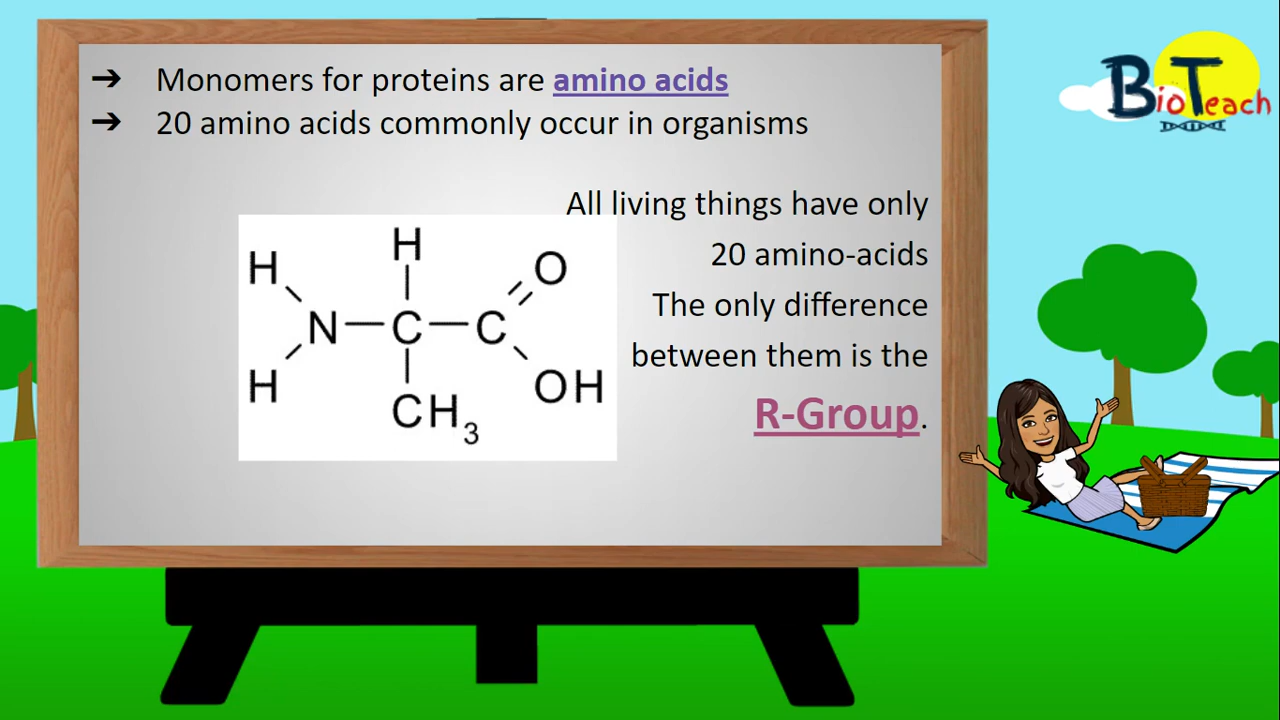 ➔ Monomers for proteins are amino acids
➔ 20 amino acids commonly occur in organisms
All living things have only
20 amino-acids
The only difference
between them is the
R-Group.
H
H O
N C C
H OH
CH3
BioTeach